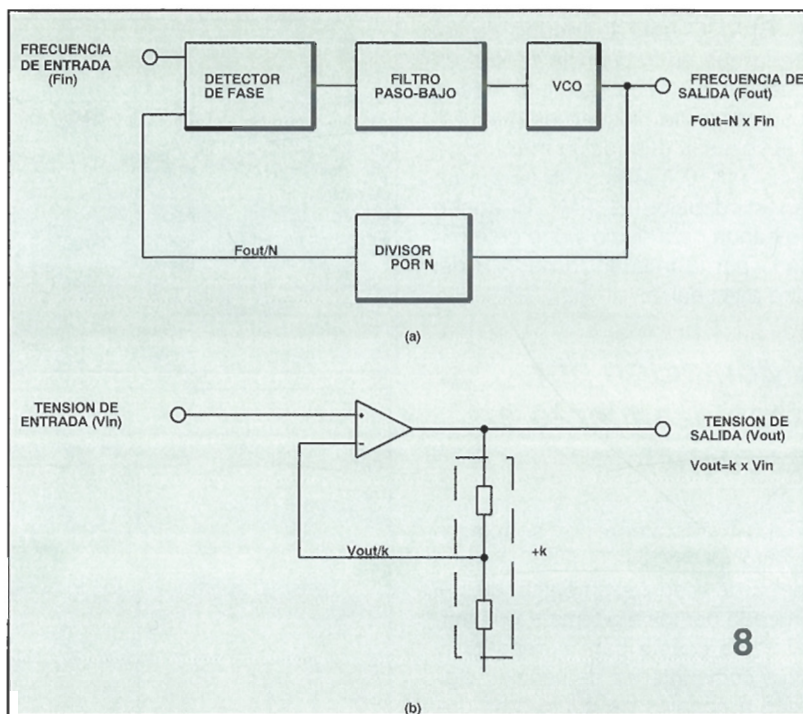 FRECUENCIA
DE ENTRADA
(Fin)
DETECTOR
DE FASE
FILTRO
PASO-BAJO
VCO
FRECUENCIA DE
SALIDA (Fout)
Fout=N x Fin
Fout/N
DIVISOR
POR N
(a)
TENSION DE
ENTRADA (Vin)
+
−
TENSION DE
SALIDA (Vout)
Vout=k x Vin
Vout/k
+k
8
(b)